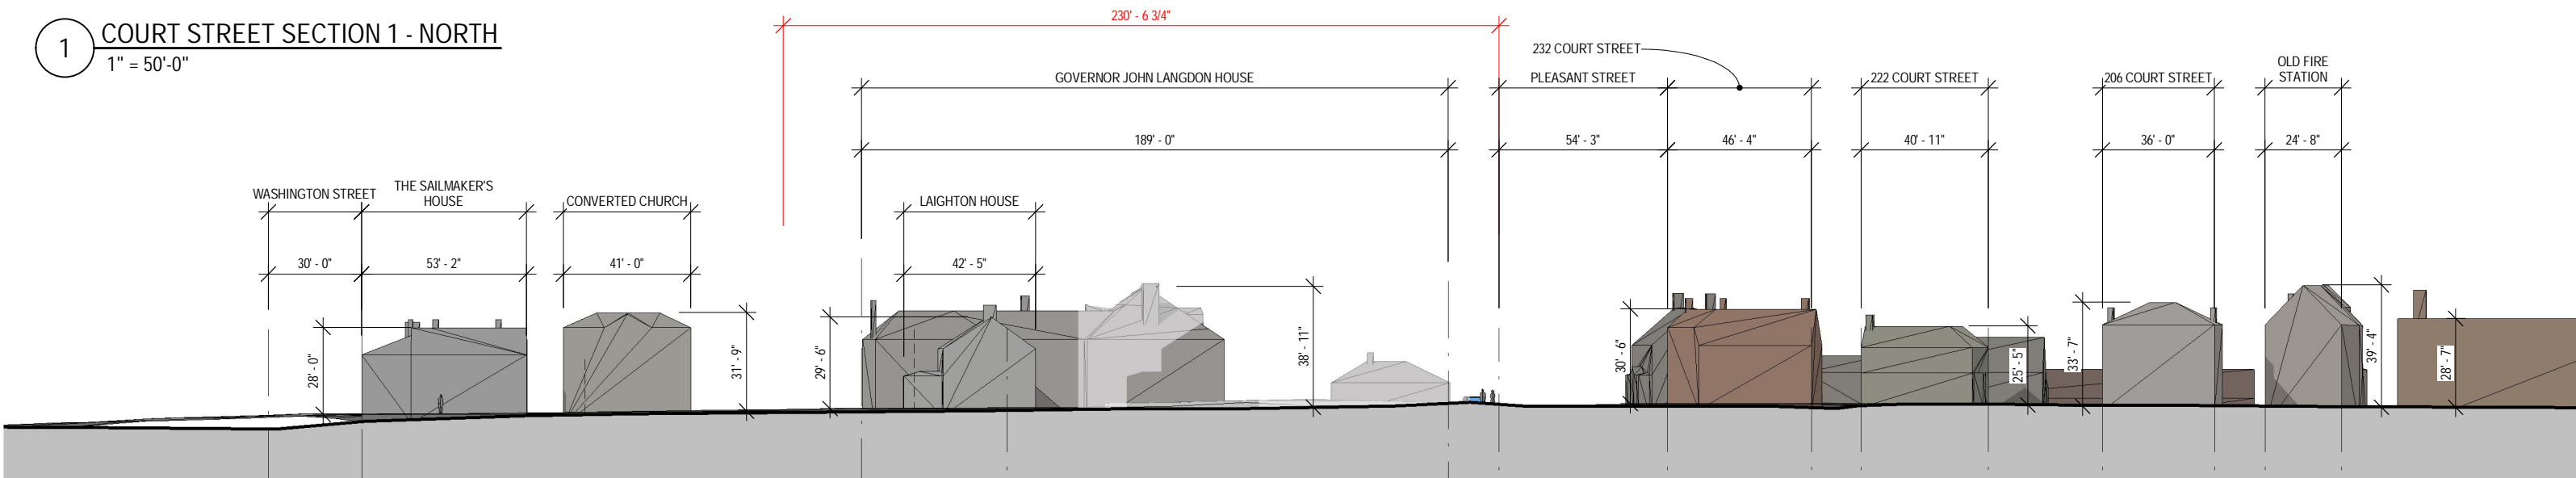 1
COURT STREET SECTION 1 - NORTH
1" = 50'-0"
230' - 6 3/4"
232 COURT STREET
GOVERNOR JOHN LANGDON HOUSE
PLEASANT STREET
222 COURT STREET
206 COURT STREET
OLD FIRE
STATION
189' - 0"
54' - 3"
46' - 4"
40' - 11"
36' - 0"
24' - 8"
WASHINGTON STREET
THE SAILMAKER'S
HOUSE
CONVERTED CHURCH
LAIGHTON HOUSE
30' - 0"
53' - 2"
41' - 0"
42' - 5"
28' - 0"
31' - 9"
29' - 6"
38' - 11"
30' - 6"
25' - 5"
33' - 7"
39' - 4"
28' - 7"